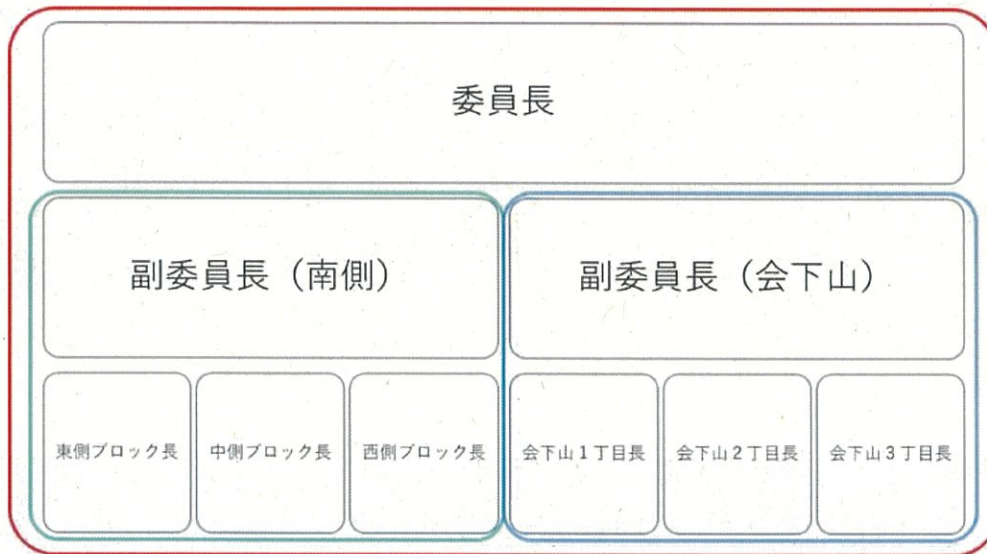 委員長
副委員長（南側）
副委員長（会下山）
東側ブロック長
中側ブロック長
西側ブロック長
会下山１丁目長
会下山２丁目長
会下山３丁目長